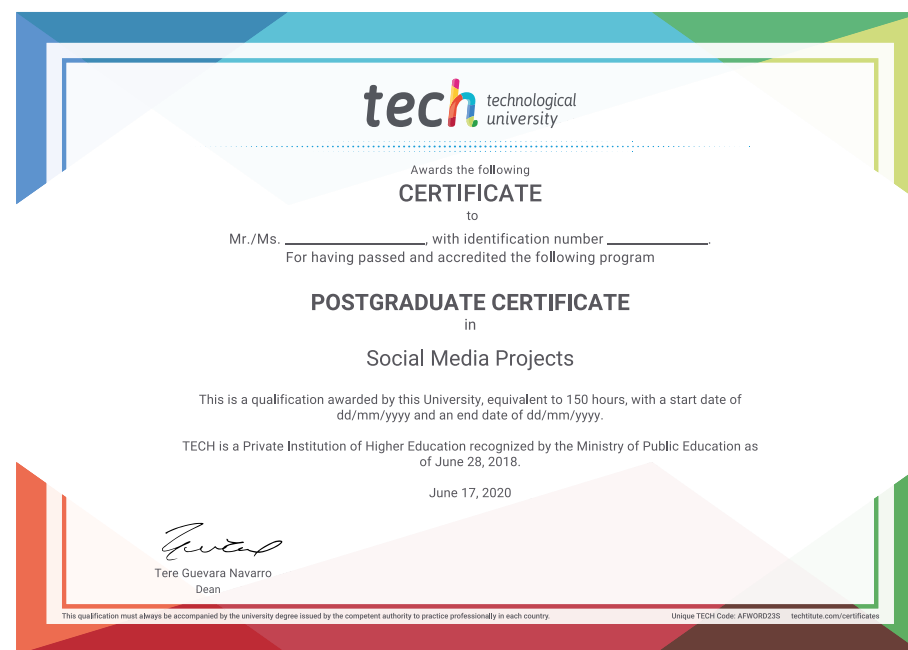 tech technological
university
Awards the following
CERTIFICATE
to
Mr./Ms. ____________________, with identification number ______________.
For having passed and accredited the following program
POSTGRADUATE CERTIFICATE
in
Social Media Projects
This is a qualification awarded by this University, equivalent to 150 hours, with a start date of
dd/mm/yyyy and an end date of dd/mm/yyyy.
TECH is a Private Institution of Higher Education recognized by the Ministry of Public Education as
of June 28, 2018.
June 17, 2020
Tere Guevara Navarro
Dean
This qualification must always be accompanied by the university degree issued by the competent authority to practice professionally in each country. Unique TECH Code: AFWORD23S techtitute.com/certificates